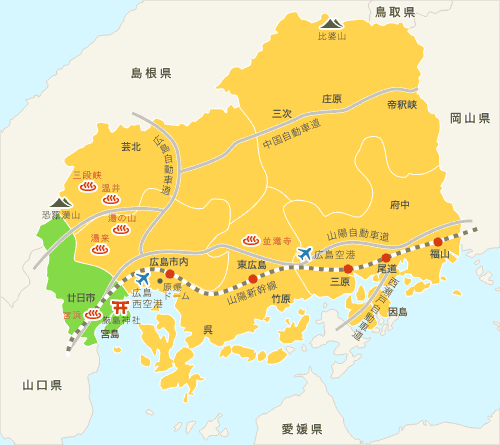 鳥取県
比婆山
島根県
庄原
帝釈峡
三次
岡山県
中国自動車道
芸北
広島自動車道
三段峡
温井
恐羅漢山
湯の山
府中
湯来
並滝寺
山陽自動車道
広島空港
福山
広島市内
東広島
尾道
三原
廿日市
広島
西空港
原爆
ドーム
山陽新幹線
竹原
西瀬戸自動車道
因島
宮浜
厳島神社
宮島
呉
山口県
愛媛県